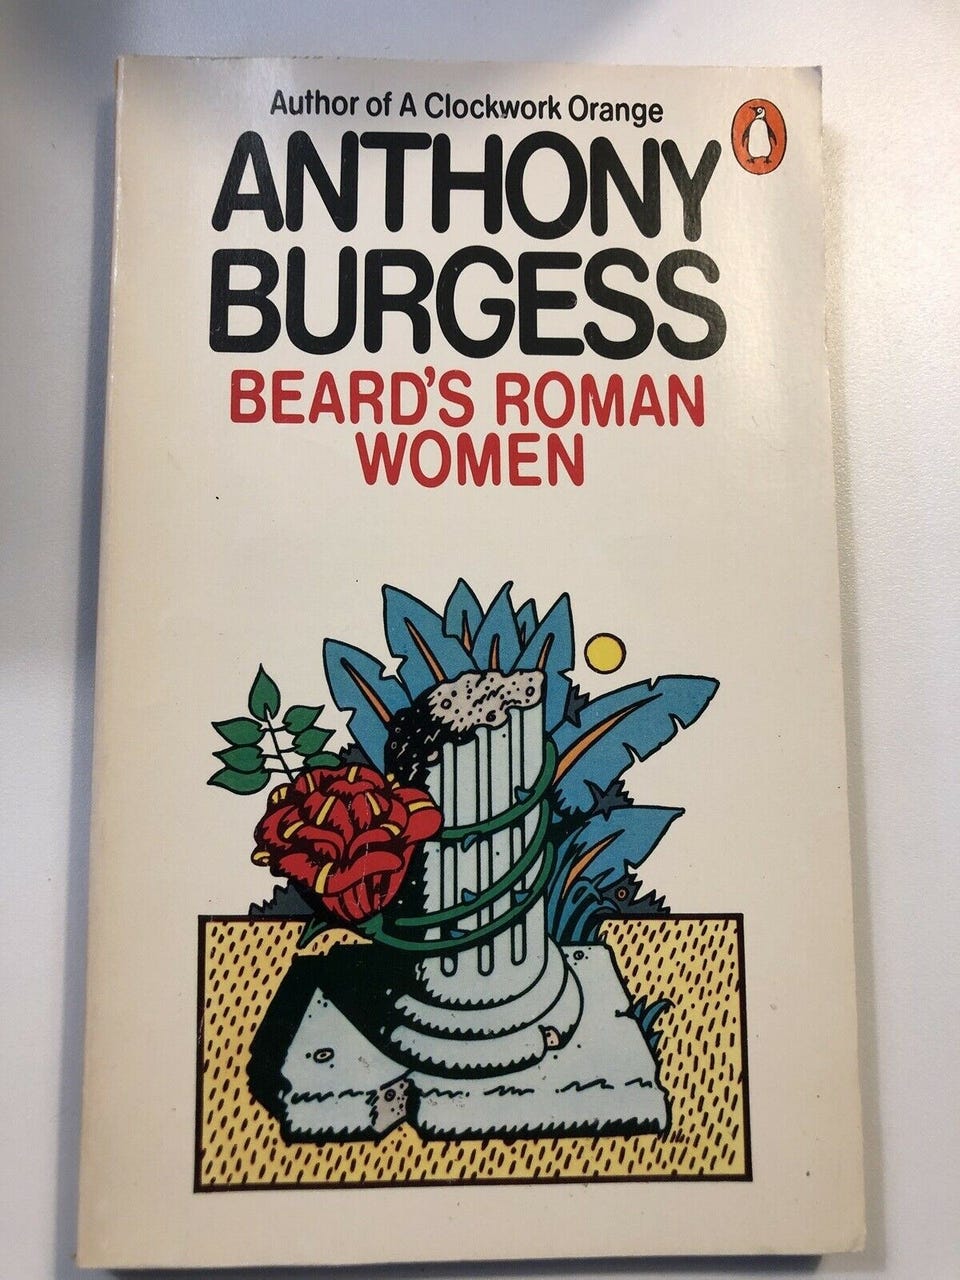 Author of A Clockwork Orange
ANTHONY
BURGESS
BEARD'S ROMAN
WOMEN